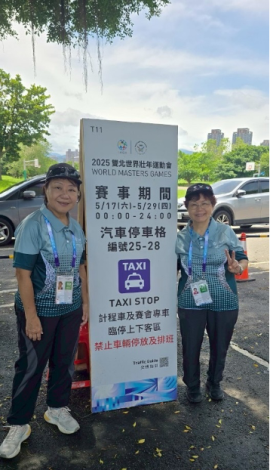 T11
2025 雙北世界壯年運動會
WORLD MASTERS GAMES
賽事期間
5/17(六)-5/29(四)
00:00-24:00
汽車停車格
編號25-28
TAXI
TAXI STOP
計程車及賽會專車
臨停上下客區
禁止車輛停放及排班